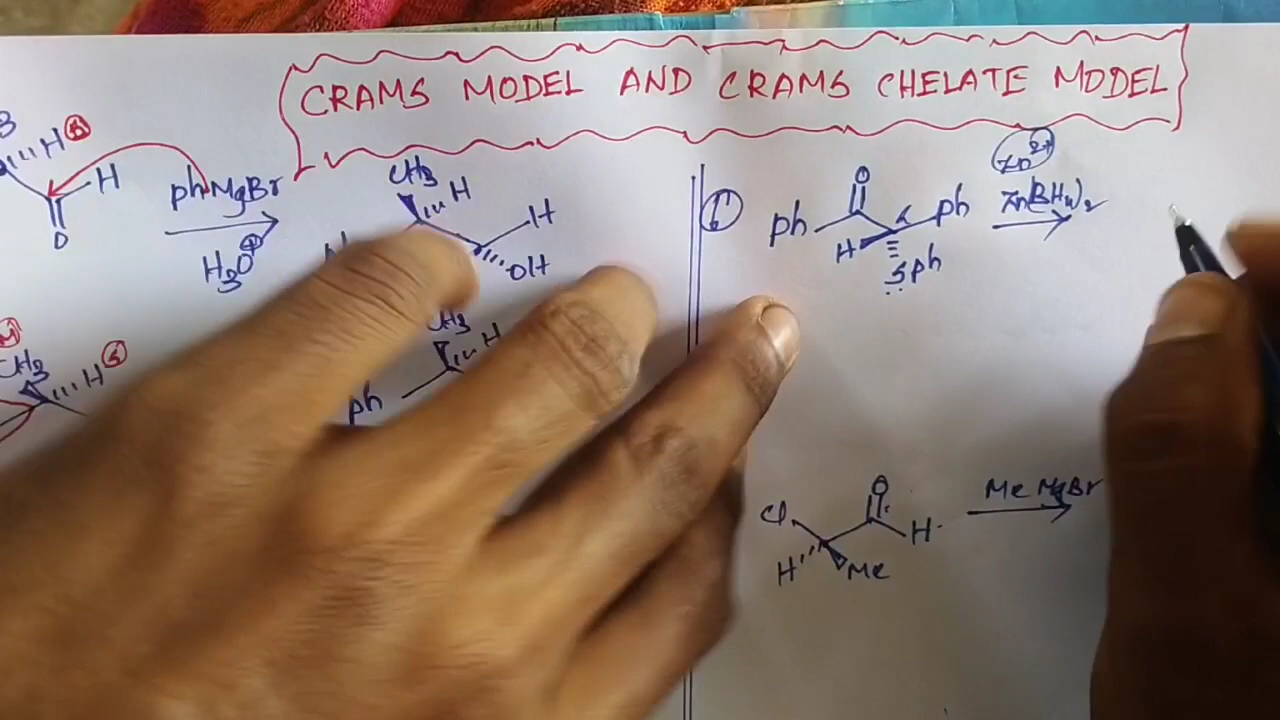 CRAMS MODEL AND CRAMS CHELATE MODEL
H S
H
phMgBr
H3O⊕
O
CH3
H
H
OH
1
O
Ph
Ph
H
SPh
Zn2+
Zn(BH4)2
M
CH3
H S
CH3
H
Ph
Cl
O
H
H
Me
MeMgBr